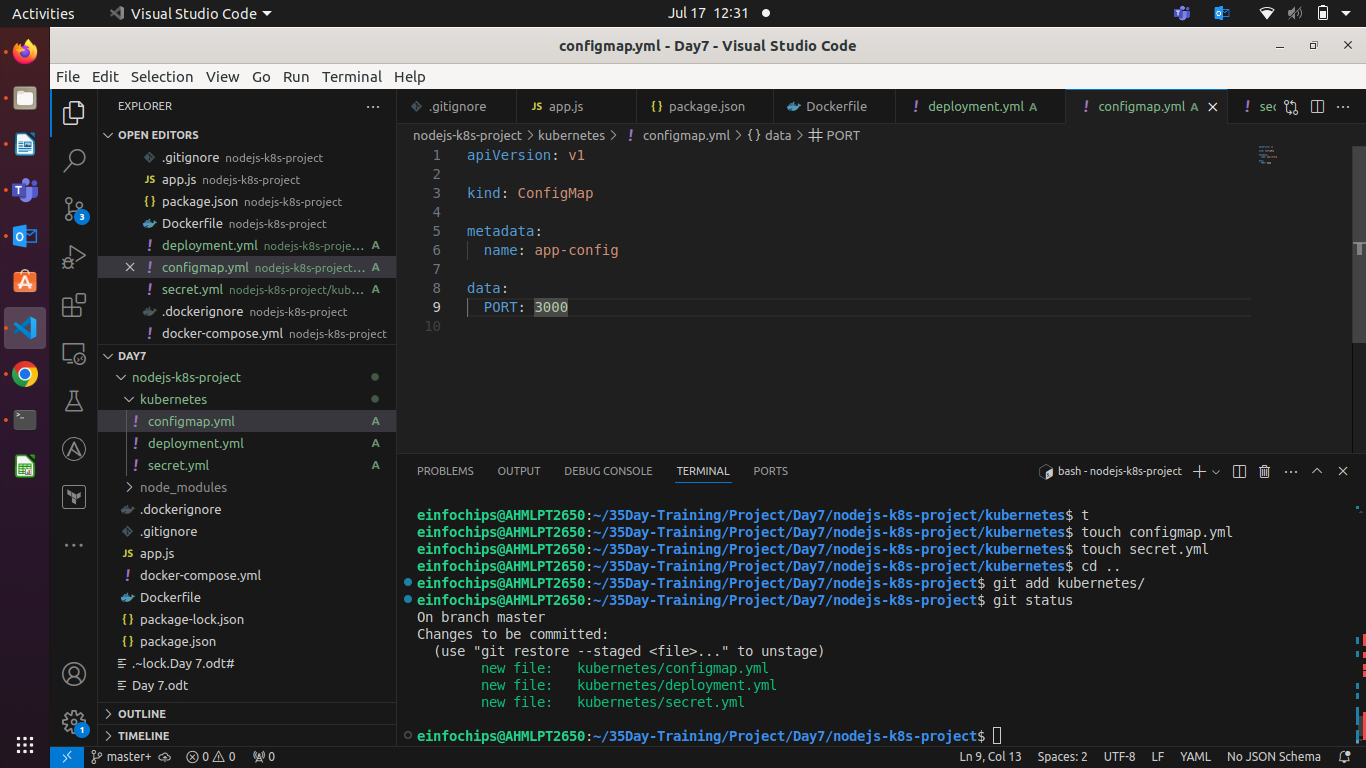 Activities
Visual Studio Code
Jul 17 12:31
configmap.yml - Day7 - Visual Studio Code
File Edit Selection View Go Run Terminal Help
EXPLORER
OPEN EDITORS
.gitignore nodejs-k8s-project
JS app.js nodejs-k8s-project
{} package.json nodejs-k8s-project
Dockerfile nodejs-k8s-project
! deployment.yml nodejs-k8s-proje... A
! configmap.yml nodejs-k8s-project... A
! secret.yml nodejs-k8s-project/kub... A
.dockerignore nodejs-k8s-project
! docker-compose.yml nodejs-k8s-project
DAY7
nodejs-k8s-project
kubernetes
! configmap.yml A
! deployment.yml A
! secret.yml A
node_modules
.dockerignore
.gitignore
JS app.js
! docker-compose.yml
Dockerfile
{} package-lock.json
{} package.json
.~lock.Day 7.odt#
Day 7.odt
OUTLINE
TIMELINE
3
1
.gitignore
JS app.js
{} package.json
Dockerfile
! deployment.yml A
! configmap.yml A
! sec
nodejs-k8s-project > kubernetes > ! configmap.yml > {} data > PORT
1 apiVersion: v1
2
3 kind: ConfigMap
4
5 metadata:
6 name: app-config
7
8 data:
9 PORT: 3000
10
PROBLEMS OUTPUT DEBUG CONSOLE TERMINAL PORTS
bash - nodejs-k8s-project
einfochips@AHMLPT2650:~/35Day-Training/Project/Day7/nodejs-k8s-project/kubernetes$ t
einfochips@AHMLPT2650:~/35Day-Training/Project/Day7/nodejs-k8s-project/kubernetes$ touch configmap.yml
einfochips@AHMLPT2650:~/35Day-Training/Project/Day7/nodejs-k8s-project/kubernetes$ touch secret.yml
einfochips@AHMLPT2650:~/35Day-Training/Project/Day7/nodejs-k8s-project/kubernetes$ cd ..
einfochips@AHMLPT2650:~/35Day-Training/Project/Day7/nodejs-k8s-project$ git add kubernetes/
einfochips@AHMLPT2650:~/35Day-Training/Project/Day7/nodejs-k8s-project$ git status
On branch master
Changes to be committed:
(use "git restore --staged <file>..." to unstage)
new file: kubernetes/configmap.yml
new file: kubernetes/deployment.yml
new file: kubernetes/secret.yml
einfochips@AHMLPT2650:~/35Day-Training/Project/Day7/nodejs-k8s-project$
master+ 0 0 0
Ln 9, Col 13 Spaces: 2 UTF-8 LF YAML No JSON Schema